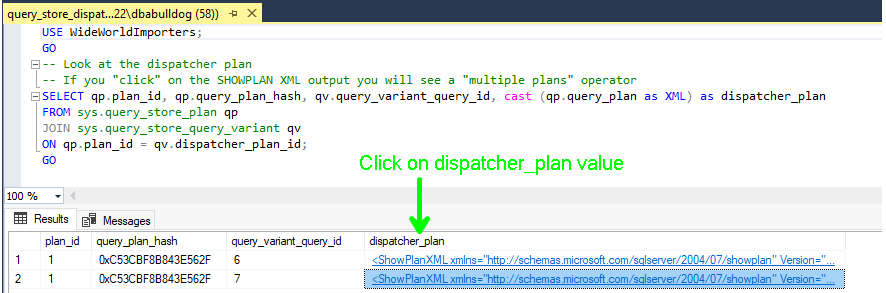 query_store_dispat...22\dbabulldog (58))
USE WideWorldImporters;
GO
-- Look at the dispatcher plan
-- If you "click" on the SHOWPLAN XML output you will see a "multiple plans" operator
SELECT qp.plan_id, qp.query_plan_hash, qv.query_variant_query_id, cast (qp.query_plan as XML) as dispatcher_plan
FROM sys.query_store_plan qp
JOIN sys.query_store_query_variant qv
ON qp.plan_id = qv.dispatcher_plan_id;
GO
Click on dispatcher_plan value
100 %
Results Messages
plan_id query_plan_hash query_variant_query_id dispatcher_plan
1 1 0xC53CBF8B843E562F 6 <ShowPlanXML xmlns="http://schemas.microsoft.com/sqlserver/2004/07/showplan" Version="...
2 1 0xC53CBF8B843E562F 7 <ShowPlanXML xmlns="http://schemas.microsoft.com/sqlserver/2004/07/showplan" Version="...